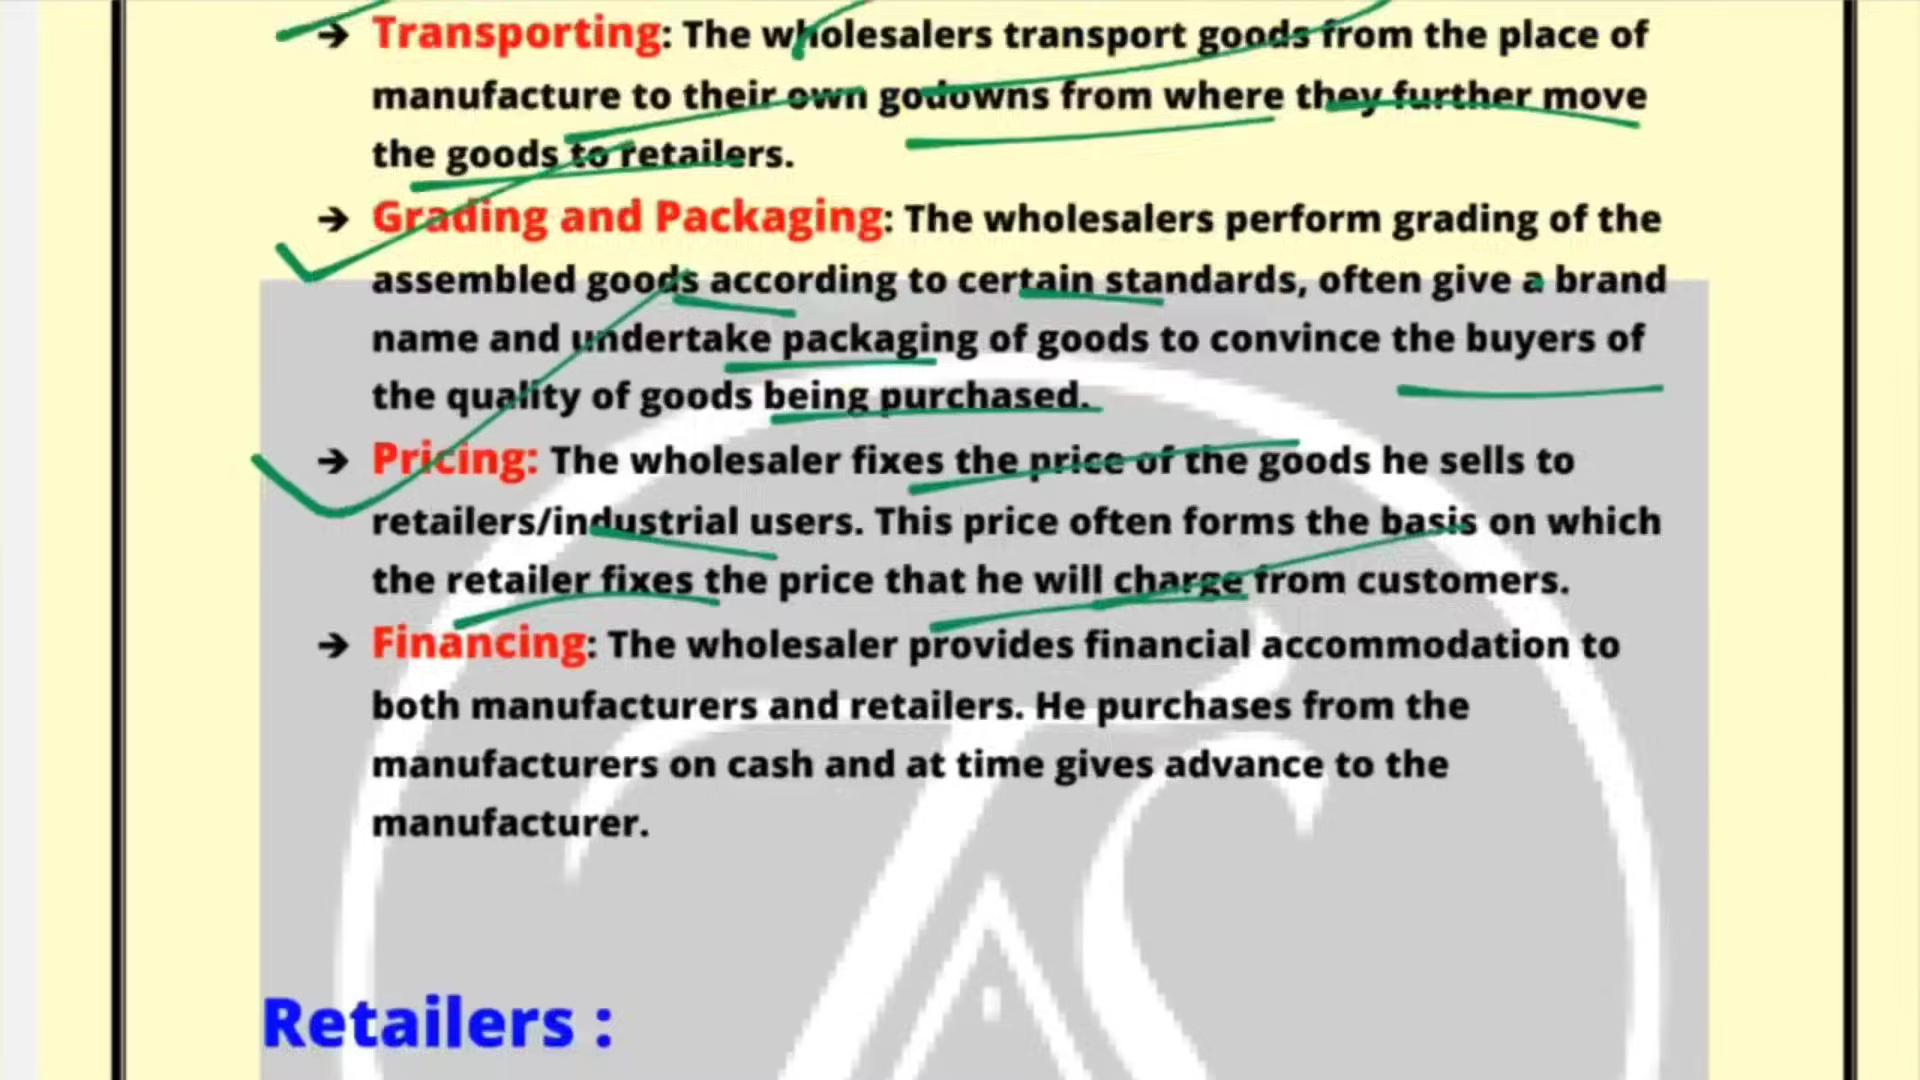 → Transporting: The wholesalers transport goods from the place of
manufacture to their own godowns from where they further move
the goods to retailers.
→ Grading and Packaging: The wholesalers perform grading of the
assembled goods according to certain standards, often give a brand
name and undertake packaging of goods to convince the buyers of
the quality of goods being purchased.
→ Pricing: The wholesaler fixes the price of the goods he sells to
retailers/industrial users. This price often forms the basis on which
the retailer fixes the price that he will charge from customers.
→ Financing: The wholesaler provides financial accommodation to
both manufacturers and retailers. He purchases from the
manufacturers on cash and at time gives advance to the
manufacturer.
Retailers :